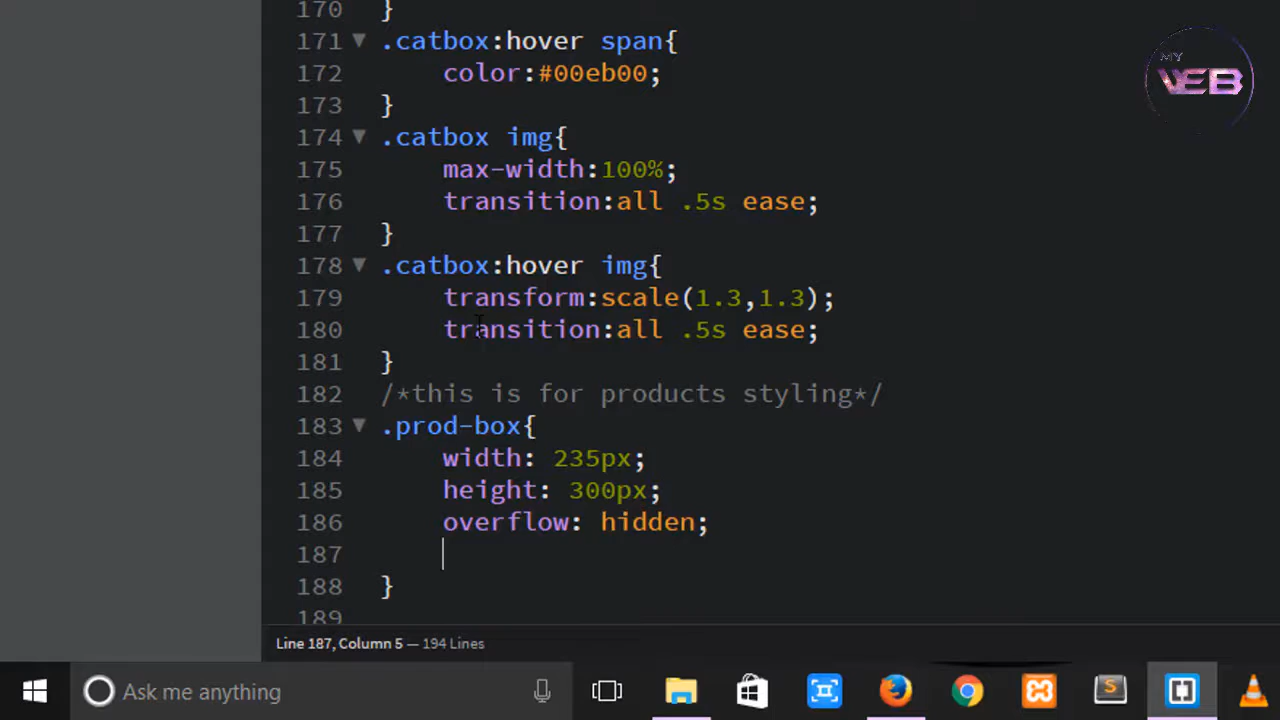 170 }
MY
WEB
171 .catbox:hover span{
172 color:#00eb00;
173 }
174 .catbox img{
175 max-width:100%;
176 transition:all .5s ease;
177 }
178 .catbox:hover img{
179 transform:scale(1.3,1.3);
180 transition:all .5s ease;
181 }
182 /*this is for products styling*/
183 .prod-box{
184 width: 235px;
185 height: 300px;
186 overflow: hidden;
187
188 }
189
Line 187, Column 5 — 194 Lines
Ask me anything
S